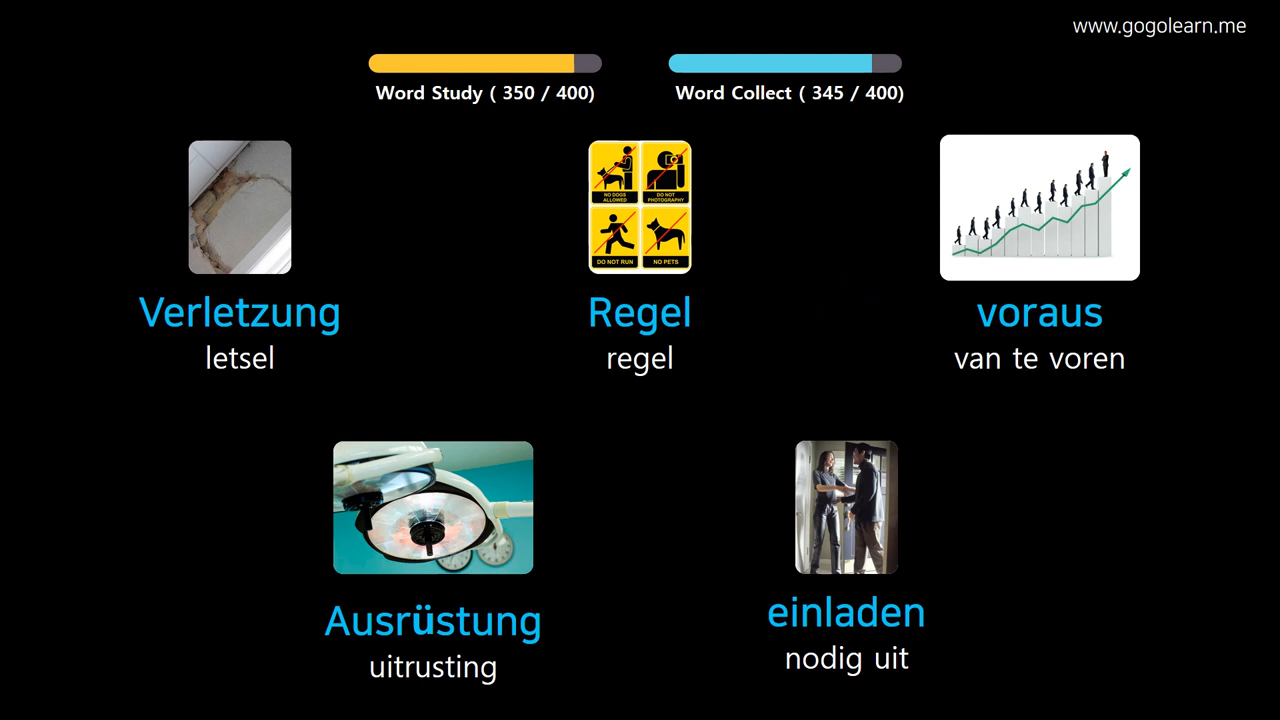 www.gogolearn.me
Word Study ( 350 / 400)
Word Collect ( 345 / 400)
NO DOGS
ALLOWED
DO NOT
PHOTOGRAPHY
DO NOT RUN
NO PETS
Verletzung
letsel
Regel
regel
voraus
van te voren
Ausrüstung
uitrusting
einladen
nodig uit